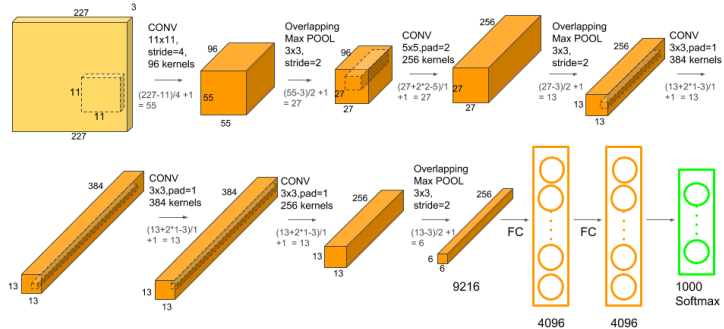 227
3
11
11
227
CONV
11x11,
stride=4,
96 kernels
(227-11)/4 +1
= 55
96
55
55
Overlapping
Max POOL
3x3,
stride=2
(55-3)/2 +1
= 27
96
27
27
CONV
5x5,pad=2
256 kernels
(27+2*2-5)/1
+1 = 27
256
27
27
Overlapping
Max POOL
3x3,
stride=2
(27-3)/2 +1
= 13
256
13
13
CONV
3x3,pad=1
384 kernels
(13+2*1-3)/1
+1 = 13
384
13
13
CONV
3x3,pad=1
384 kernels
(13+2*1-3)/1
+1 = 13
384
13
13
CONV
3x3,pad=1
256 kernels
(13+2*1-3)/1
+1 = 13
256
13
13
Overlapping
Max POOL
3x3,
stride=2
(13-3)/2 +1
= 6
256
6
6
9216
FC
4096
FC
4096
1000
Softmax